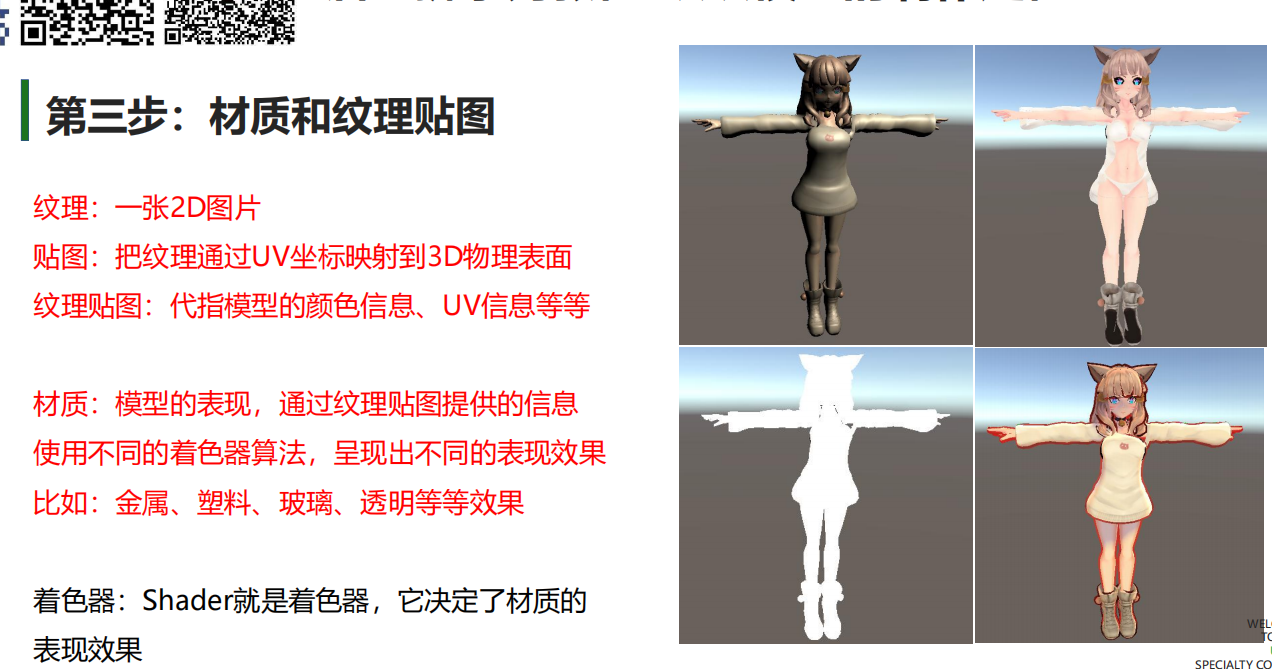 第三步：材质和纹理贴图
纹理：一张2D图片
贴图：把纹理通过UV坐标映射到3D物理表面
纹理贴图：代指模型的颜色信息、UV信息等等
材质：模型的表现，通过纹理贴图提供的信息
使用不同的着色器算法，呈现出不同的表现效果
比如：金属、塑料、玻璃、透明等等效果
着色器：Shader就是着色器，它决定了材质的
表现效果
SPECIALTY CO